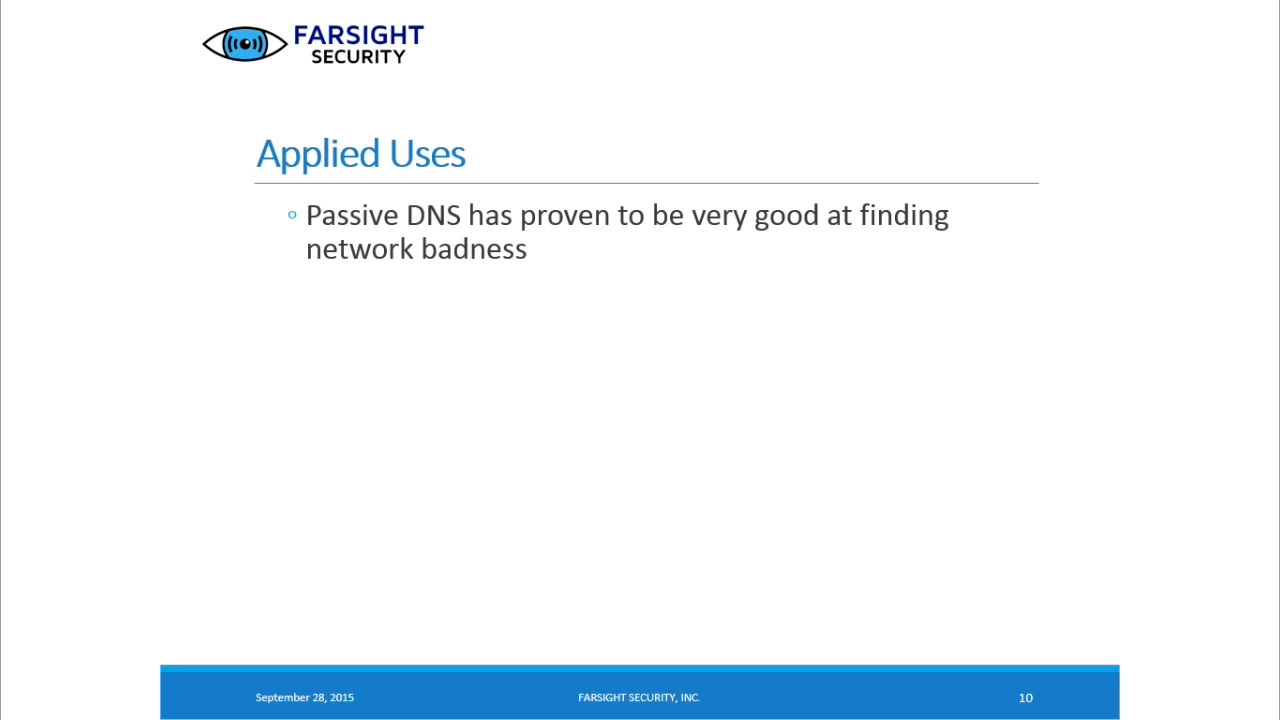 FARSIGHT
SECURITY
Applied Uses
Passive DNS has proven to be very good at finding
network badness
September 28, 2015
FARSIGHT SECURITY, INC.
10